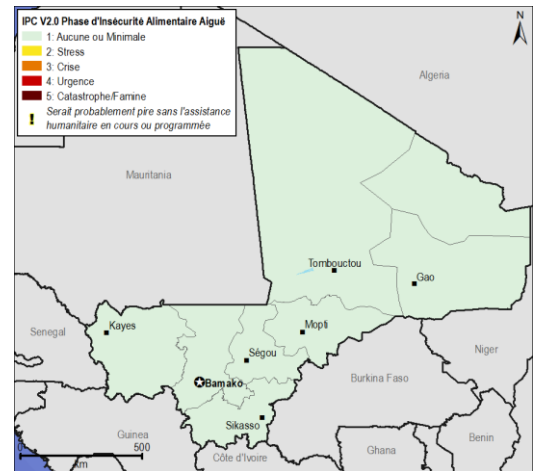 IPC V2.0 Phase d'Insécurité Alimentaire Aiguë
1: Aucune ou Minimale
2: Stress
3: Crise
4: Urgence
5: Catastrophe/Famine
! Serait probablement pire sans l'assistance
humanitaire en cours ou programmée
N
Algeria
Mauritania
Tombouctou
Gao
Kayes
Mopti
Senegal
Ségou
Niger
Bamako
Burkina Faso
Sikasso
Guinea
Benin
0 500
Km
Côte d'Ivoire
Ghana